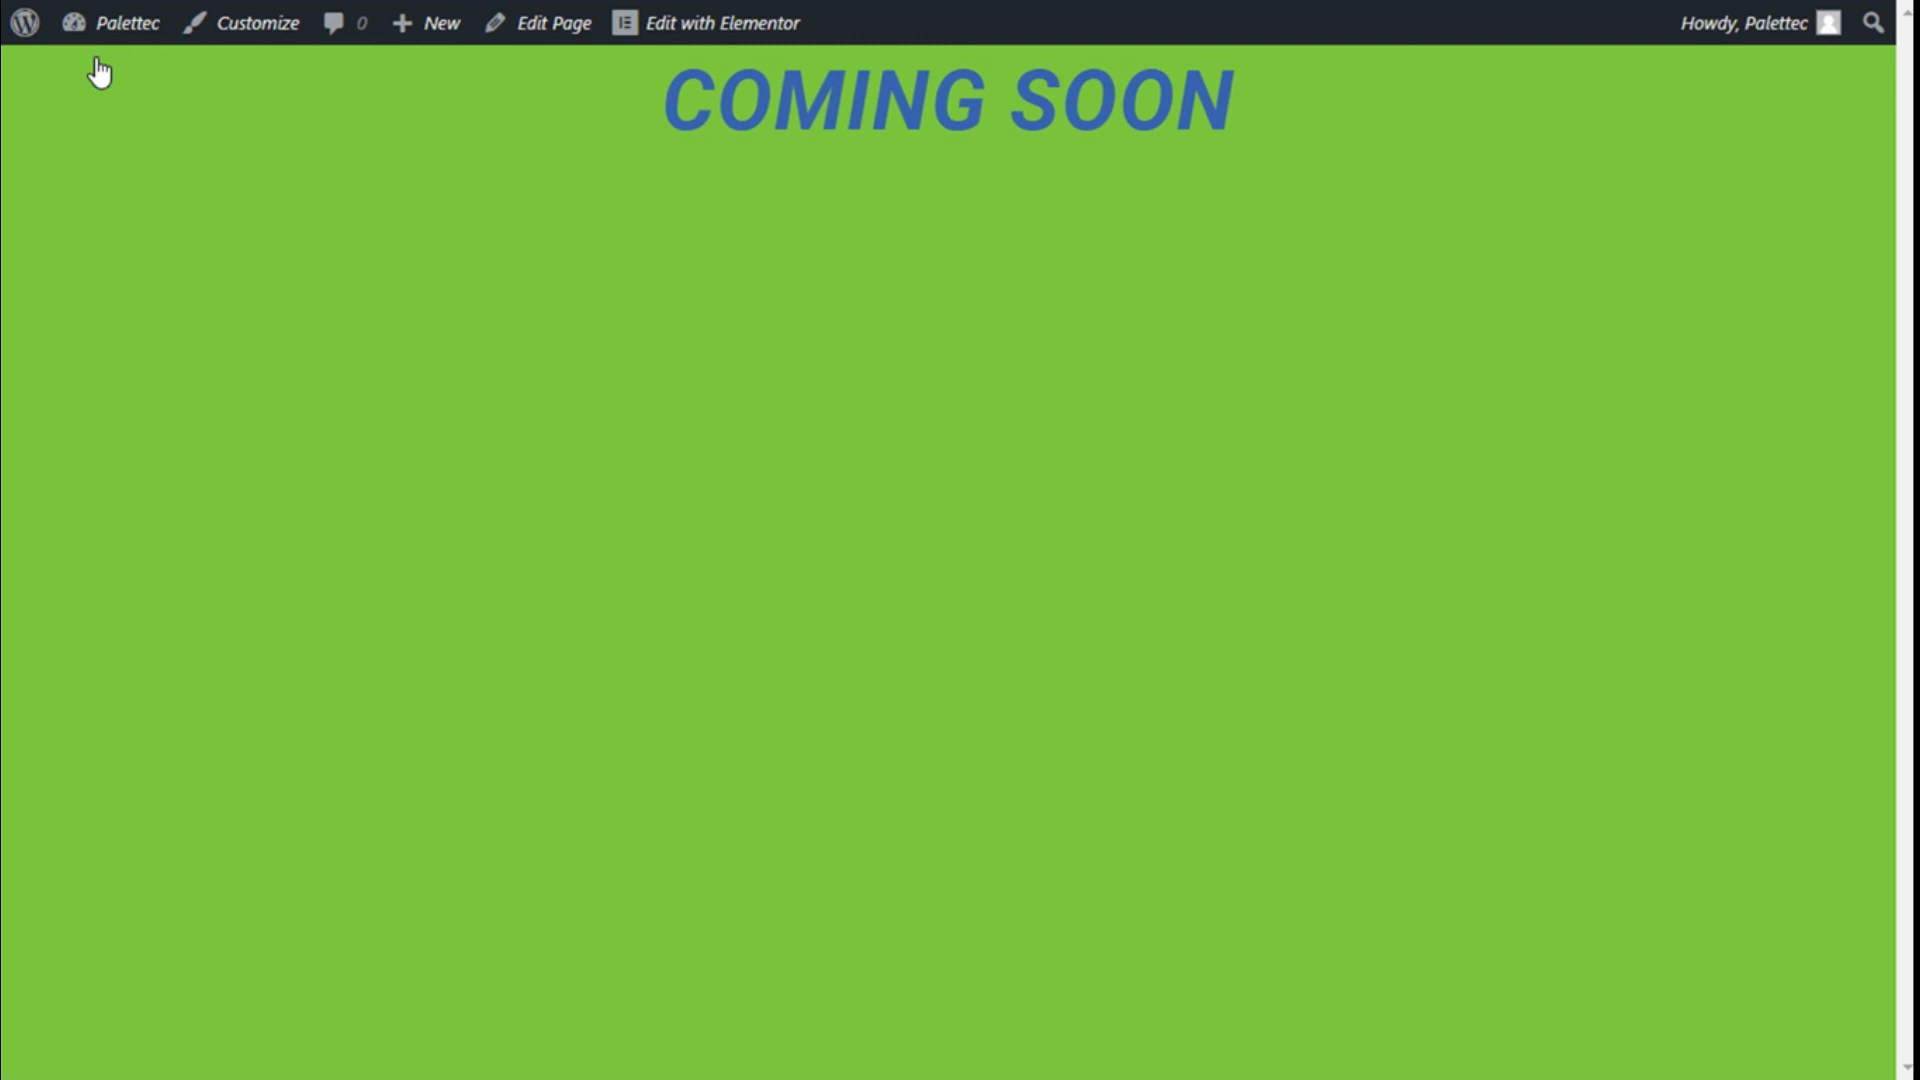 Palettec Customize 0 New Edit Page Edit with Elementor Howdy, Palettec
COMING SOON